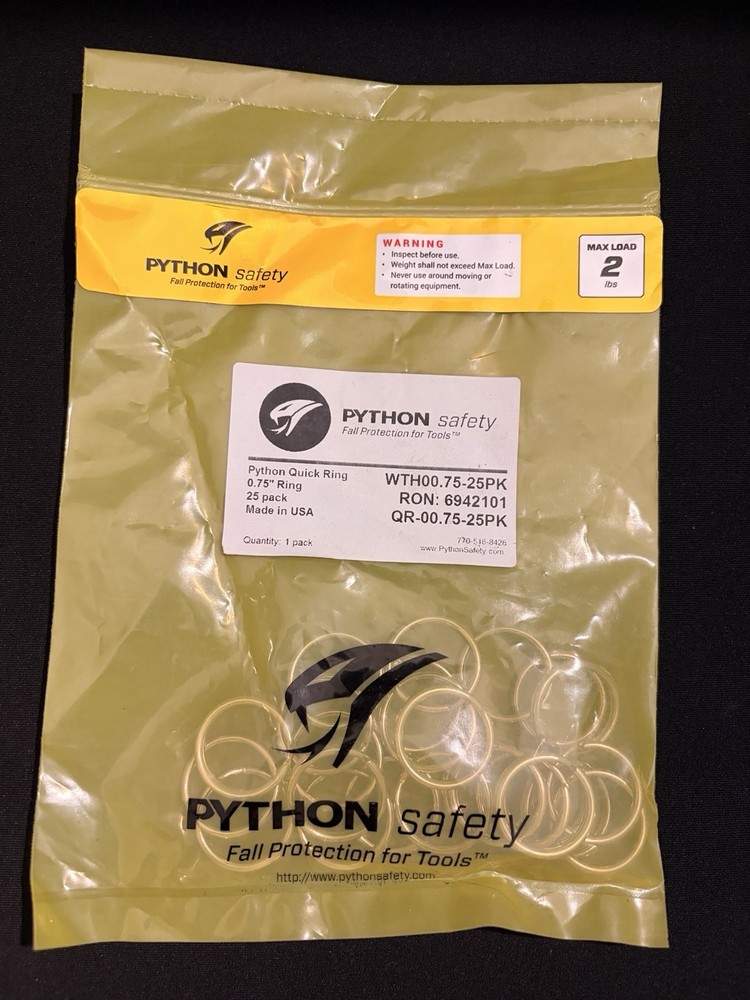 PYTHON safety
Fall Protection for Tools™
WARNING
• Inspect before use.
• Weight shall not exceed Max Load.
• Never use around moving or
rotating equipment.
MAX LOAD
2
lbs
PYTHON safety
Fall Protection for Tools™
Python Quick Ring
0.75" Ring
25 pack
Made in USA
WTH00.75-25PK
RON: 6942101
QR-00.75-25PK
Quantity: 1 pack
770-518-8426
www.PythonSafety.com
PYTHON safety
Fall Protection for Tools™
http://www.pythonsafety.com